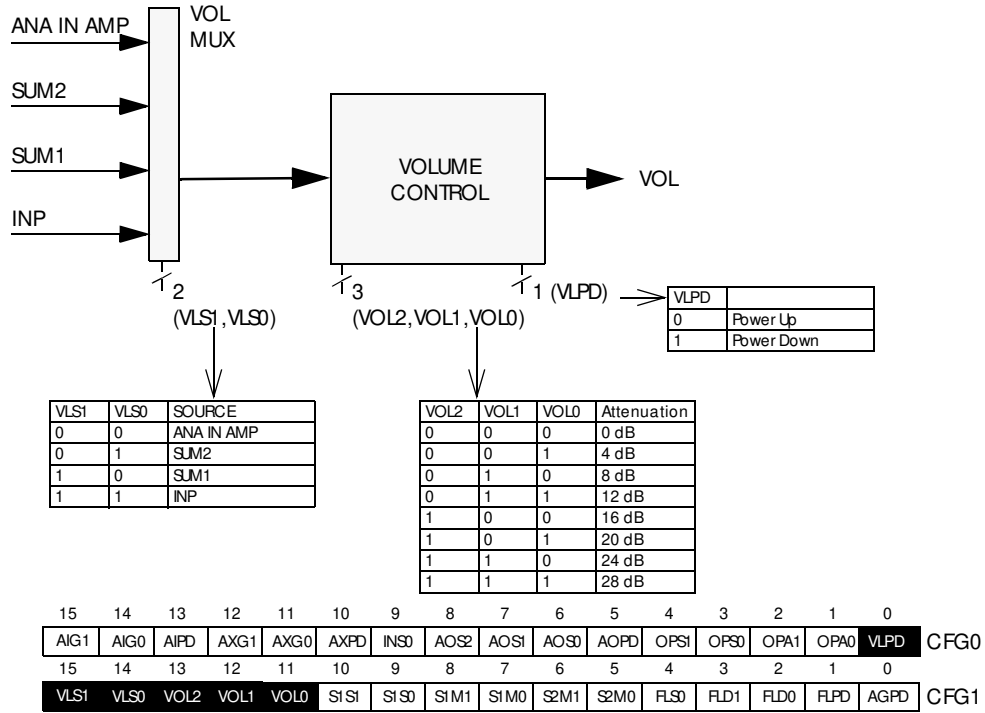 ANA IN AMP
VOL
MUX
SUM2
SUM1
INP
VOLUME
CONTROL
VOL
2
(VLS1,VLS0)
3
(VOL2,VOL1,VOL0)
1 (VLPD)
VLPD
0 Power Up
1 Power Down
VLS1 VLS0 SOURCE
0 0 ANA IN AMP
0 1 SUM2
1 0 SUM1
1 1 INP
VOL2 VOL1 VOL0 Attenuation
0 0 0 0 dB
0 0 1 4 dB
0 1 0 8 dB
0 1 1 12 dB
1 0 0 16 dB
1 0 1 20 dB
1 1 0 24 dB
1 1 1 28 dB
15 14 13 12 11 10 9 8 7 6 5 4 3 2 1 0
AIG1 AIG0 AIPD AXG1 AXG0 AXPD INS0 AOS2 AOS1 AOS0 AOPD OPS1 OPS0 OPA1 OPA0 VLPD CFG0
15 14 13 12 11 10 9 8 7 6 5 4 3 2 1 0
VLS1 VLS0 VOL2 VOL1 VOL0 S1S1 S1S0 S1M1 S1M0 S2M1 S2M0 FLS0 FLD1 FLD0 FLPD AGPD CFG1